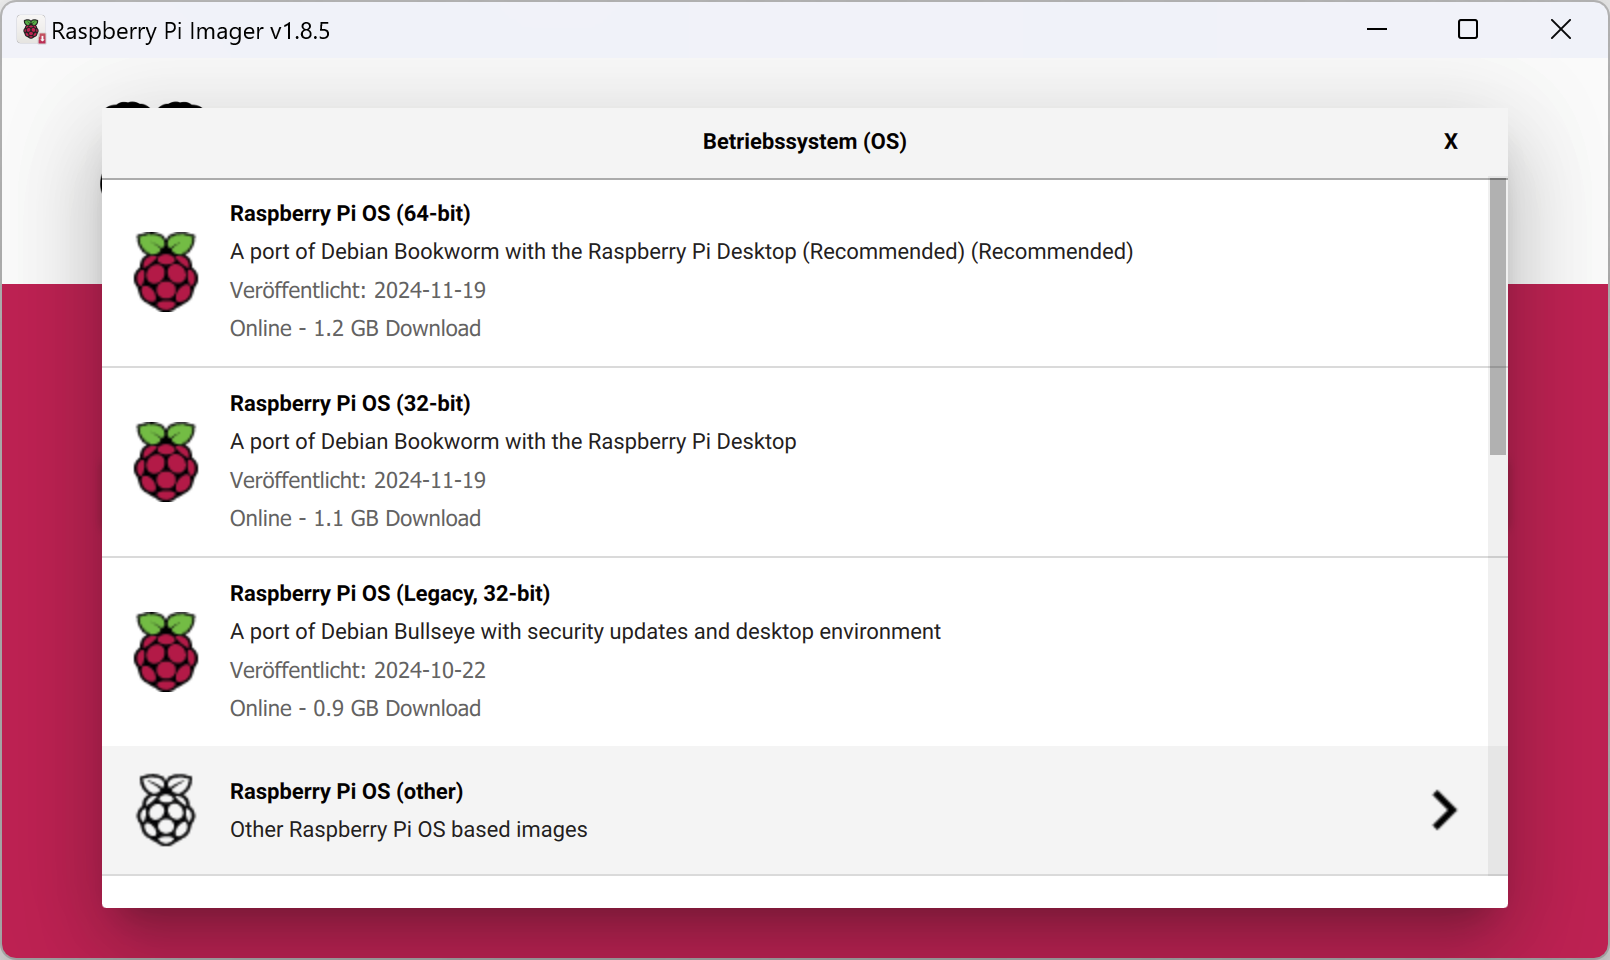 Raspberry Pi Imager v1.8.5
Betriebssystem (OS) X
Raspberry Pi OS (64-bit)
A port of Debian Bookworm with the Raspberry Pi Desktop (Recommended) (Recommended)
Veröffentlicht: 2024-11-19
Online - 1.2 GB Download
Raspberry Pi OS (32-bit)
A port of Debian Bookworm with the Raspberry Pi Desktop
Veröffentlicht: 2024-11-19
Online - 1.1 GB Download
Raspberry Pi OS (Legacy, 32-bit)
A port of Debian Bullseye with security updates and desktop environment
Veröffentlicht: 2024-10-22
Online - 0.9 GB Download
Raspberry Pi OS (other)
Other Raspberry Pi OS based images